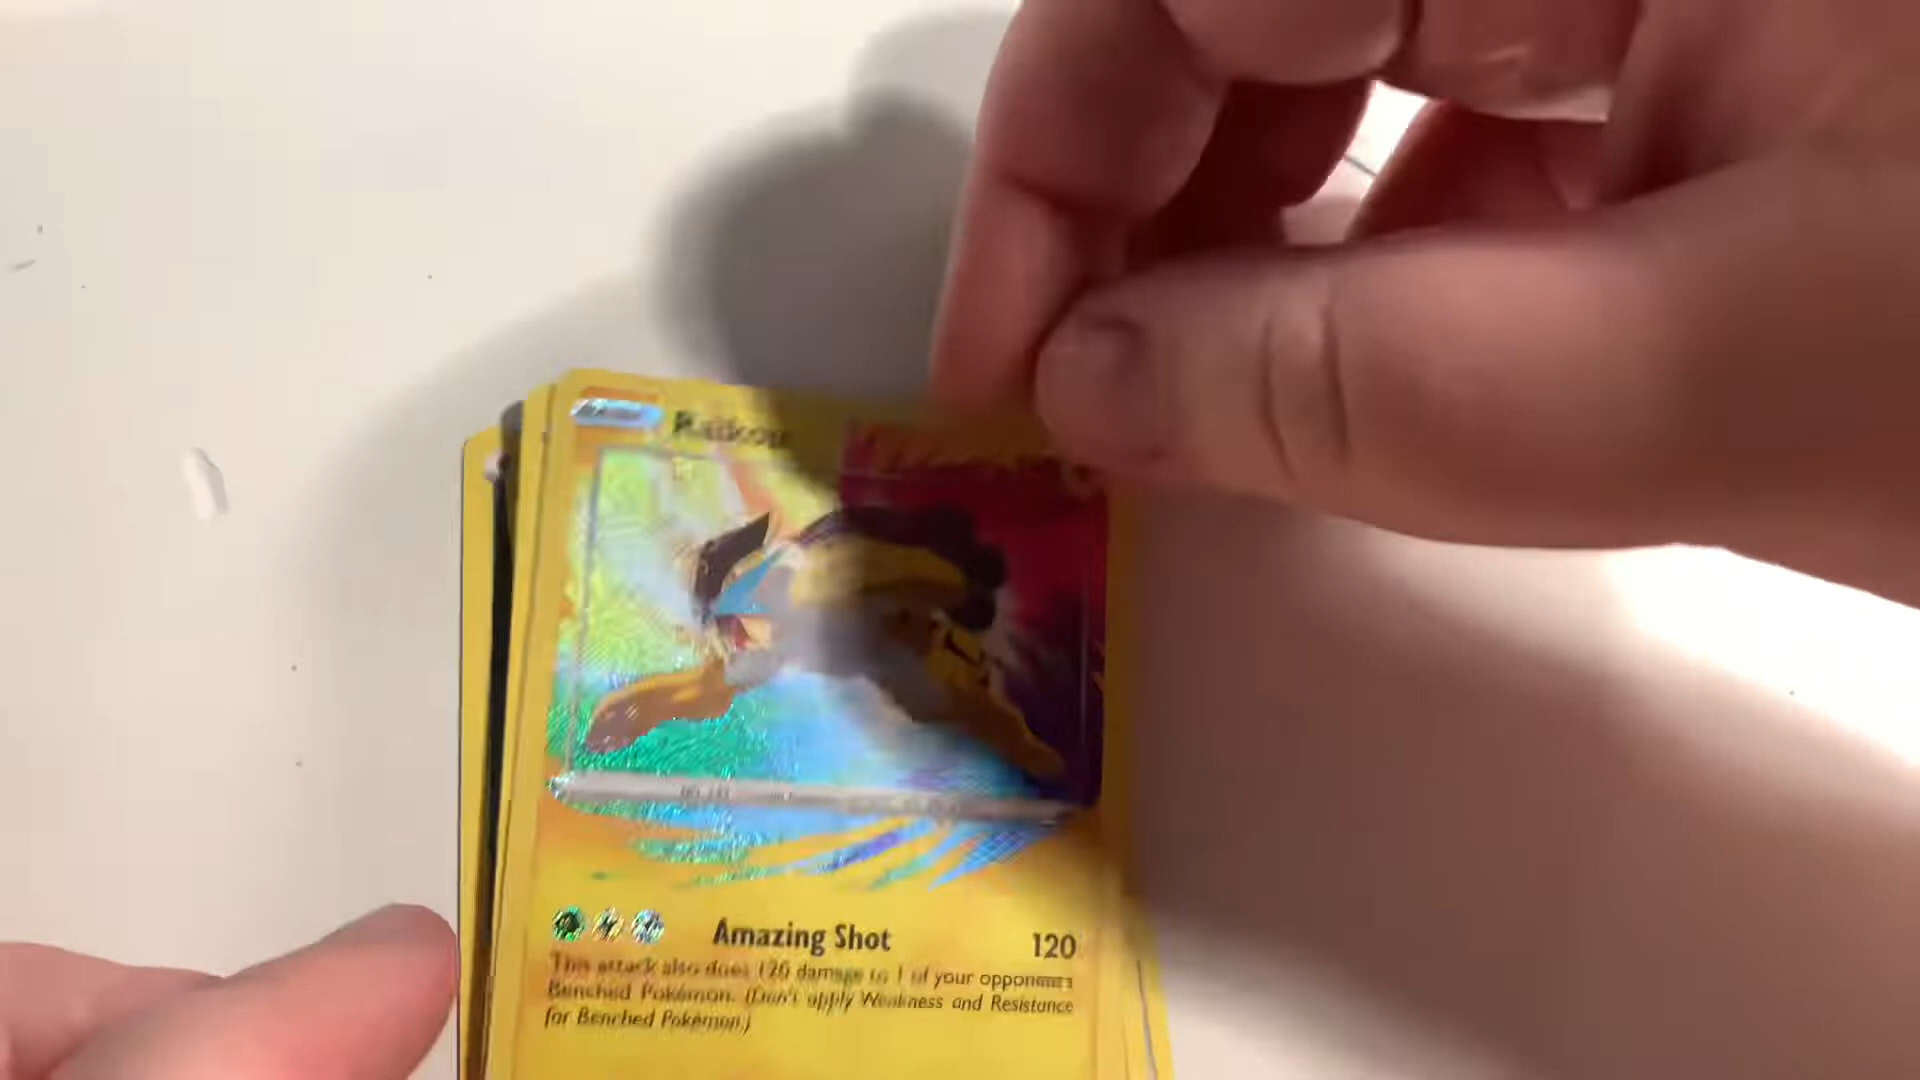 Raikou
Amazing Shot 120
This attack also does 120 damage to 1 of your opponent's
Benched Pokémon. (Don't apply Weakness and Resistance
for Benched Pokémon.)